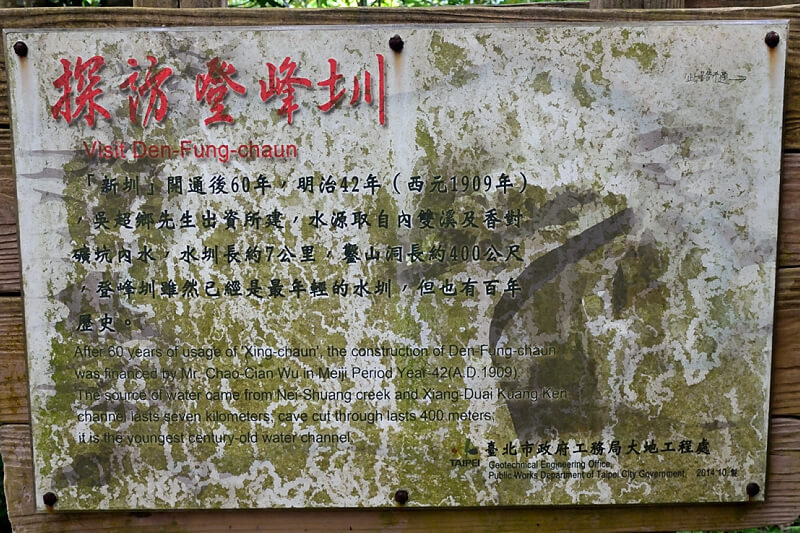 探訪登峰圳
Visit Den-Fung-chaun
「新圳」開通後60年，明治42年（西元1909年）
，吳超鄉先生出資所建，水源取自內雙溪及香對
礦坑內水，水圳長約7公里，鑿山洞長約400公尺
，登峰圳雖然已經是最年輕的水圳，但也有百年
歷史。
After 60 years of usage of 'Xing-chaun', the construction of Den-Fung-chaun
was financed by Mr. Chao-Cian Wu in Meiji Period Year-42(A.D.1909).
The source of water came from Nei-Shuang creek and Xiang-Duai Kuang Ken
channel lasts seven kilometers; cave cut through lasts 400 meters;
it is the youngest century-old water channel.
TAIPEI
臺北市政府工務局大地工程處
Geotechnical Engineering Office,
Public Works Department of Taipei City Government, 2014.10.製